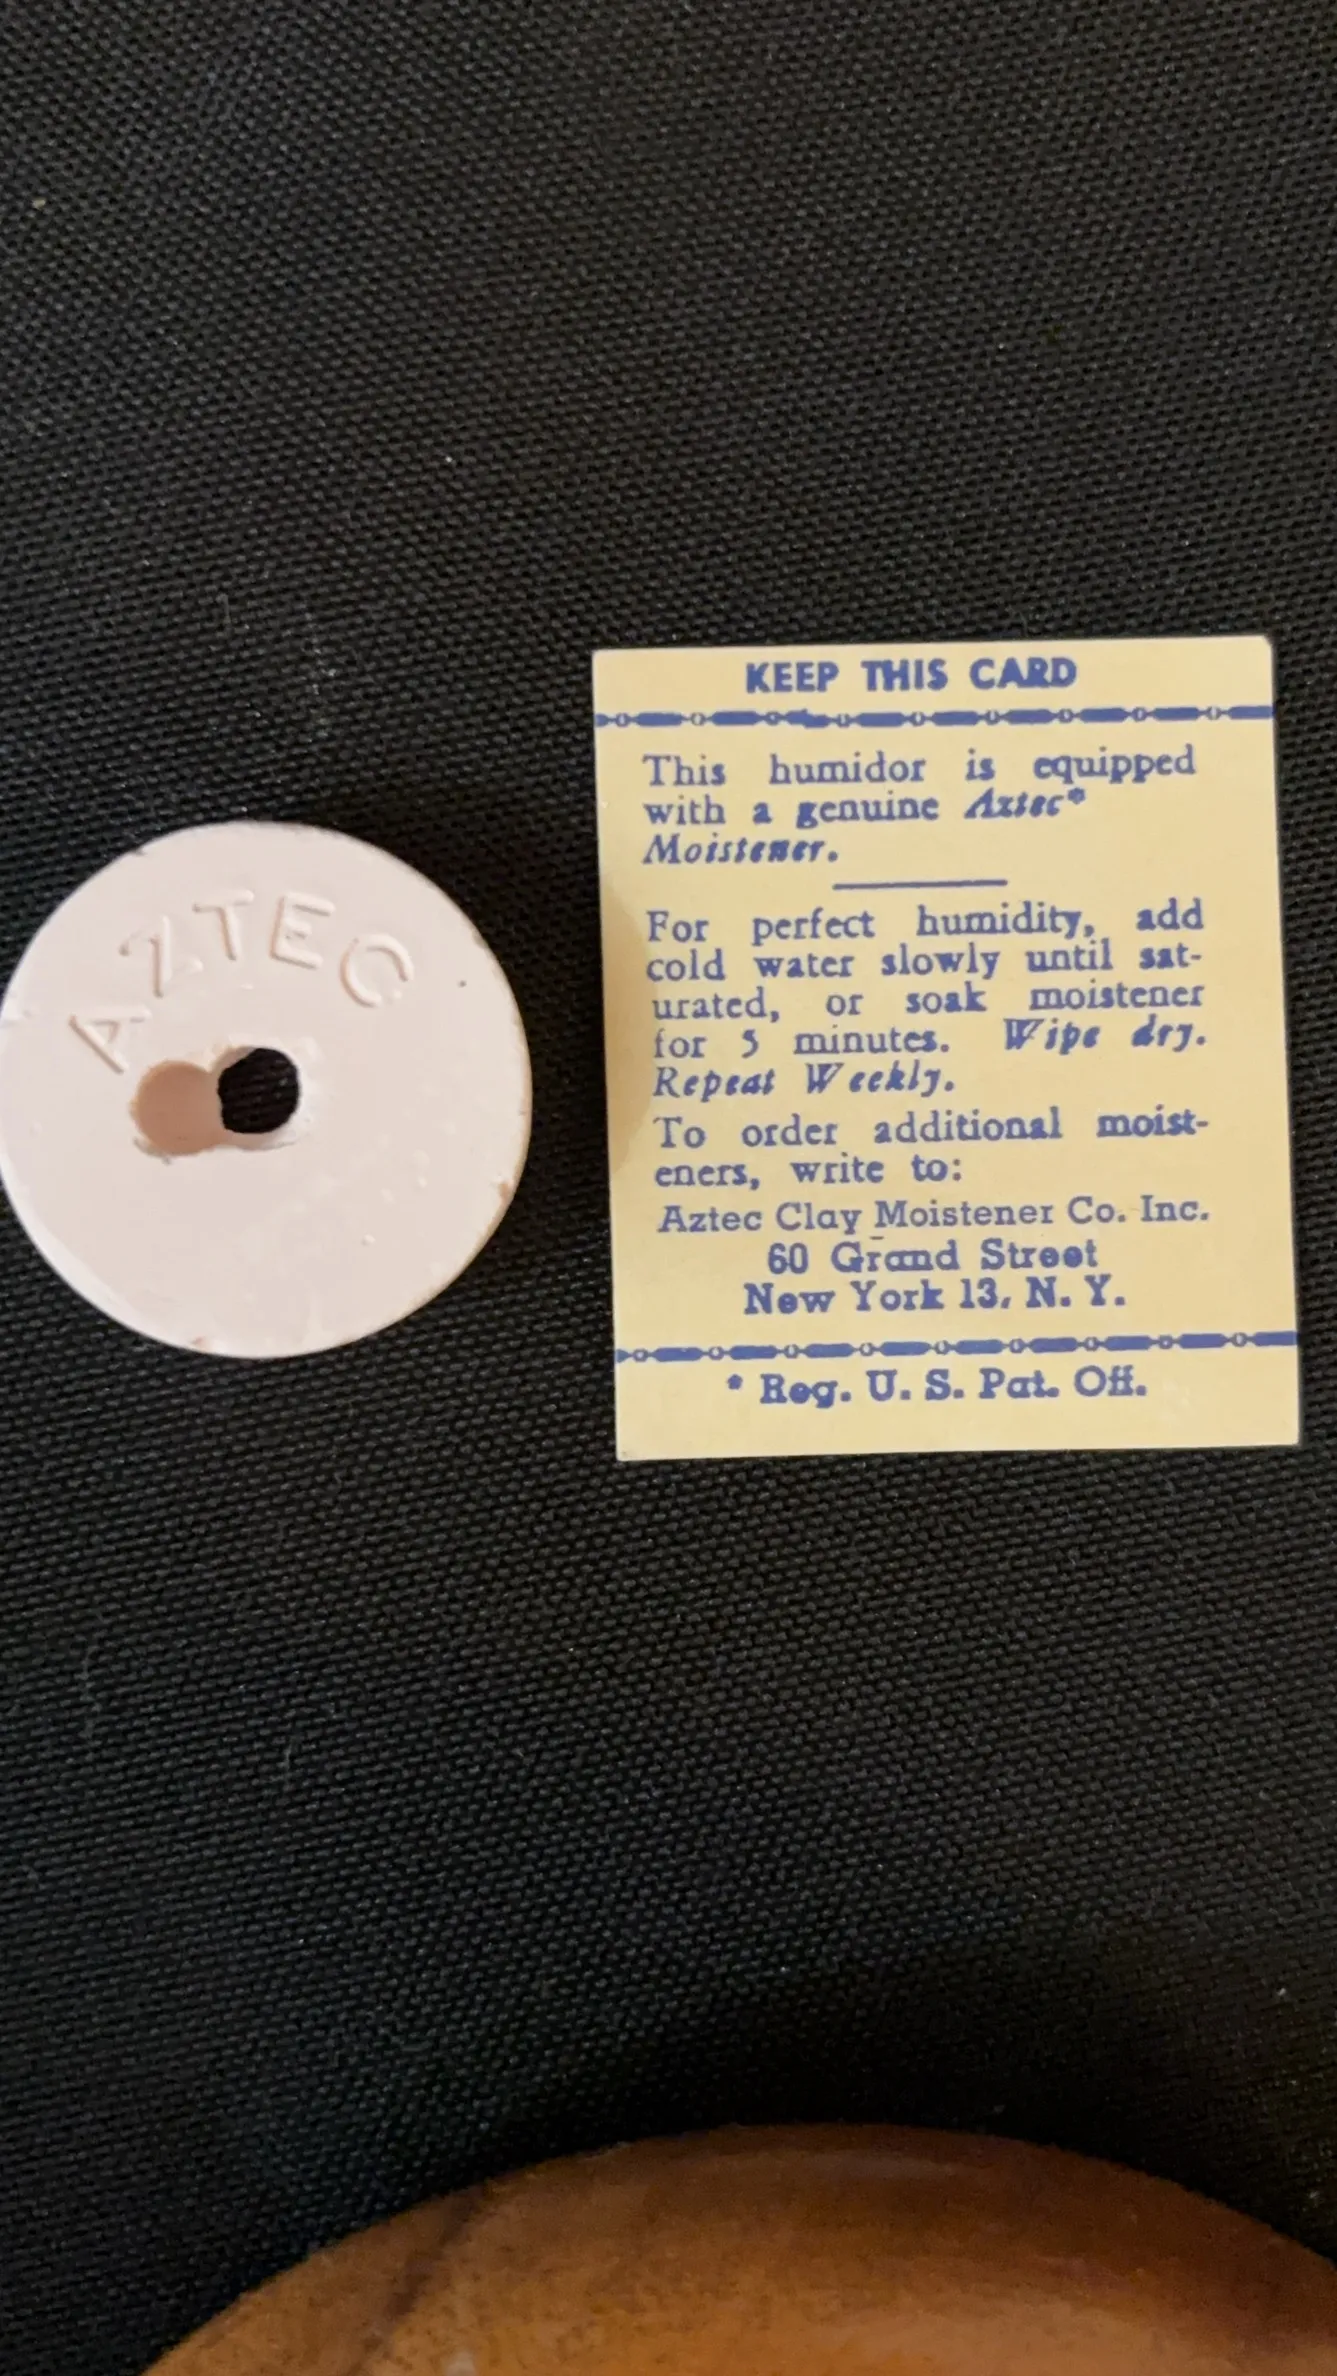 AZTEC
KEEP THIS CARD
This humidor is equipped
with a genuine Aztec*
Moistener.
For perfect humidity, add
cold water slowly until sat-
urated, or soak moistener
for 5 minutes. Wipe dry.
Repeat Weekly.
To order additional moist-
eners, write to:
Aztec Clay Moistener Co. Inc.
60 Grand Street
New York 13, N. Y.
* Reg. U. S. Pat. Off.